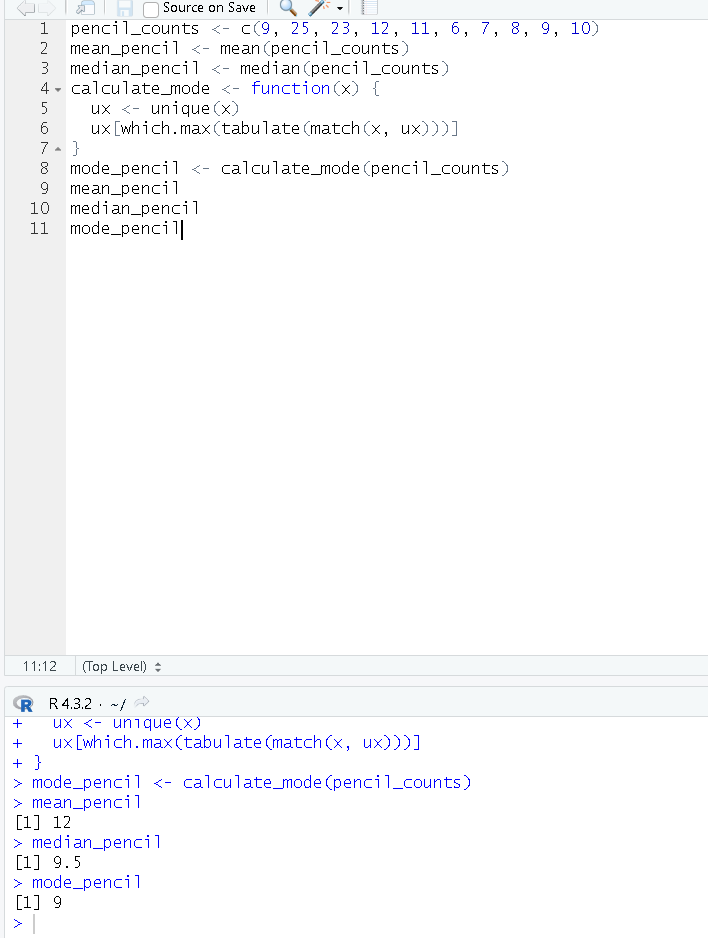 Source on Save
1 pencil_counts <- c(9, 25, 23, 12, 11, 6, 7, 8, 9, 10)
2 mean_pencil <- mean(pencil_counts)
3 median_pencil <- median(pencil_counts)
4 calculate_mode <- function(x) {
5   ux <- unique(x)
6   ux[which.max(tabulate(match(x, ux)))]
7 }
8 mode_pencil <- calculate_mode(pencil_counts)
9 mean_pencil
10 median_pencil
11 mode_pencil
11:12 (Top Level)
R R 4.3.2 · ~/
+   ux <- unique(x)
+   ux[which.max(tabulate(match(x, ux)))]
+ }
> mode_pencil <- calculate_mode(pencil_counts)
> mean_pencil
[1] 12
> median_pencil
[1] 9.5
> mode_pencil
[1] 9
>